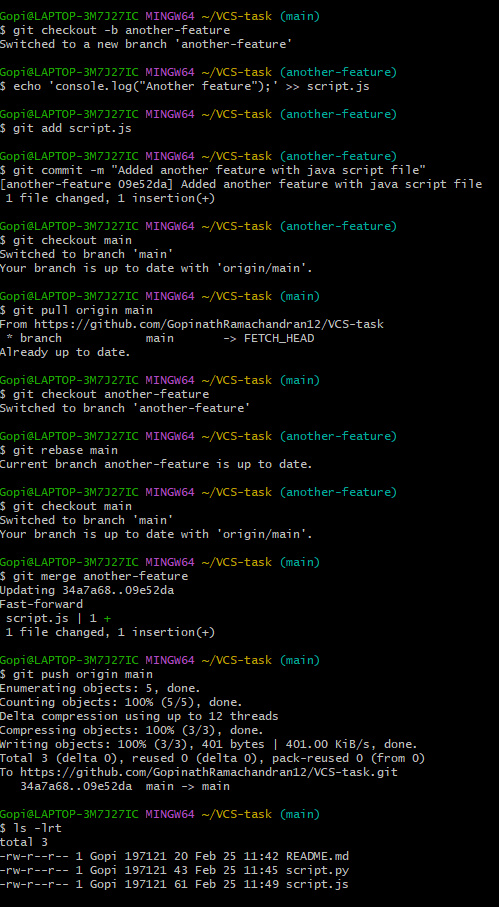 Gopi@LAPTOP-3M7J27IC MINGW64 ~/VCS-task (main)
$ git checkout -b another-feature
Switched to a new branch 'another-feature'
Gopi@LAPTOP-3M7J27IC MINGW64 ~/VCS-task (another-feature)
$ echo 'console.log("Another feature");' >> script.js
Gopi@LAPTOP-3M7J27IC MINGW64 ~/VCS-task (another-feature)
$ git add script.js
Gopi@LAPTOP-3M7J27IC MINGW64 ~/VCS-task (another-feature)
$ git commit -m "Added another feature with java script file"
[another-feature 09e52da] Added another feature with java script file
 1 file changed, 1 insertion(+)
Gopi@LAPTOP-3M7J27IC MINGW64 ~/VCS-task (another-feature)
$ git checkout main
Switched to branch 'main'
Your branch is up to date with 'origin/main'.
Gopi@LAPTOP-3M7J27IC MINGW64 ~/VCS-task (main)
$ git pull origin main
From https://github.com/GopinathRamachandran12/VCS-task
 * branch            main       -> FETCH_HEAD
Already up to date.
Gopi@LAPTOP-3M7J27IC MINGW64 ~/VCS-task (main)
$ git checkout another-feature
Switched to branch 'another-feature'
Gopi@LAPTOP-3M7J27IC MINGW64 ~/VCS-task (another-feature)
$ git rebase main
Current branch another-feature is up to date.
Gopi@LAPTOP-3M7J27IC MINGW64 ~/VCS-task (another-feature)
$ git checkout main
Switched to branch 'main'
Your branch is up to date with 'origin/main'.
Gopi@LAPTOP-3M7J27IC MINGW64 ~/VCS-task (main)
$ git merge another-feature
Updating 34a7a68..09e52da
Fast-forward
 script.js | 1 +
 1 file changed, 1 insertion(+)
Gopi@LAPTOP-3M7J27IC MINGW64 ~/VCS-task (main)
$ git push origin main
Enumerating objects: 5, done.
Counting objects: 100% (5/5), done.
Delta compression using up to 12 threads
Compressing objects: 100% (3/3), done.
Writing objects: 100% (3/3), 401 bytes | 401.00 KiB/s, done.
Total 3 (delta 0), reused 0 (delta 0), pack-reused 0 (from 0)
To https://github.com/GopinathRamachandran12/VCS-task.git
   34a7a68..09e52da  main -> main
Gopi@LAPTOP-3M7J27IC MINGW64 ~/VCS-task (main)
$ ls -lrt
total 3
-rw-r--r-- 1 Gopi 197121 20 Feb 25 11:42 README.md
-rw-r--r-- 1 Gopi 197121 43 Feb 25 11:45 script.py
-rw-r--r-- 1 Gopi 197121 61 Feb 25 11:49 script.js